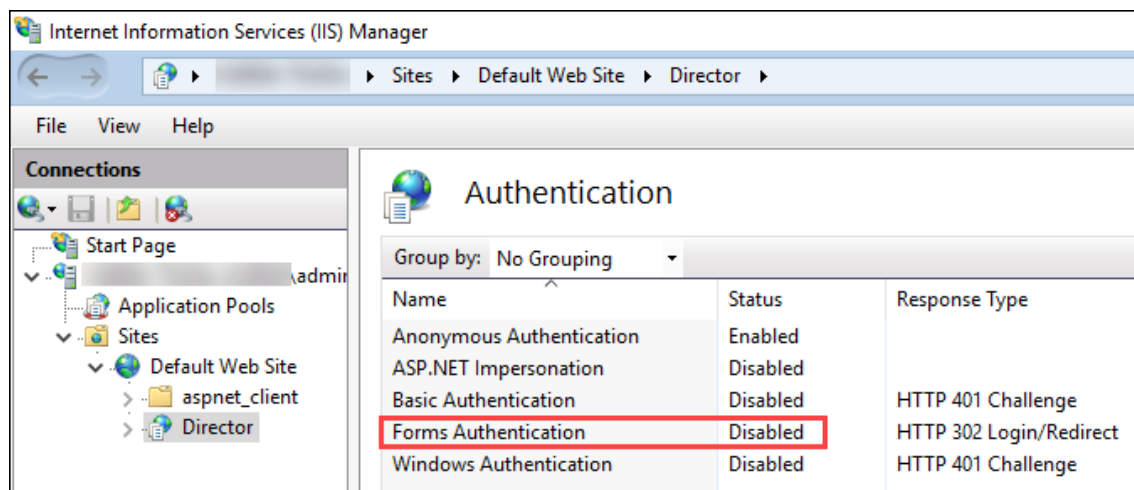 Internet Information Services (IIS) Manager
Sites Default Web Site Director
File View Help
Connections
Start Page
\admin
Application Pools
Sites
Default Web Site
aspnet_client
Director
Authentication
Group by: No Grouping
Name Status Response Type
Anonymous Authentication Enabled
ASP.NET Impersonation Disabled
Basic Authentication Disabled HTTP 401 Challenge
Forms Authentication Disabled HTTP 302 Login/Redirect
Windows Authentication Disabled HTTP 401 Challenge